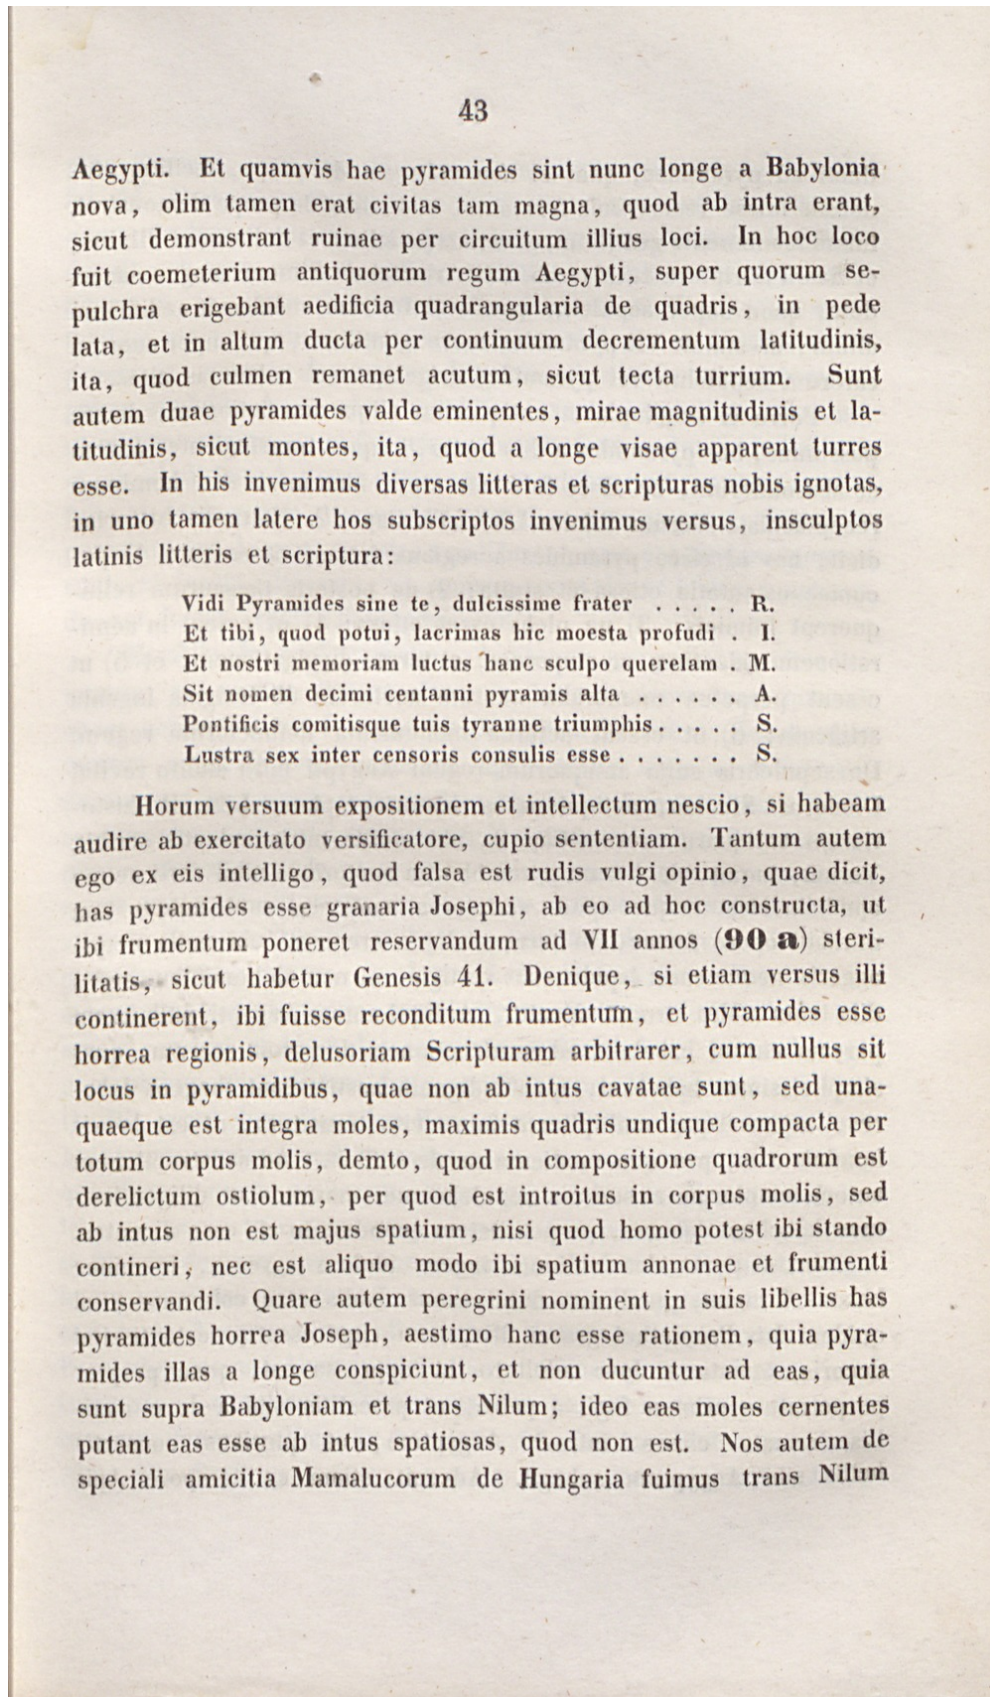 43
Aegypti. Et quamvis hae pyramides sint nunc longe a Babylonia
nova, olim tamen erat civitas tam magna, quod ab intra erant,
sicut demonstrant ruinae per circuitum illius loci. In hoc loco
fuit coemeterium antiquorum regum Aegypti, super quorum se-
pulchra erigebant aedificia quadrangularia de quadris, in pede
lata, et in altum ducta per continuum decrementum latitudinis,
ita, quod culmen remanet acutum, sicut tecta turrium. Sunt
autem duae pyramides valde eminentes, mirae magnitudinis et la-
titudinis, sicut montes, ita, quod a longe visae apparent turres
esse. In his invenimus diversas litteras et scripturas nobis ignotas,
in uno tamen latere hos subscriptos invenimus versus, insculptos
latinis litteris et scriptura:
Vidi Pyramides sine te, dulcissime frater . . . . . R.
Et tibi, quod potui, lacrimas hic moesta profudi . I.
Et nostri memoriam luctus hanc sculpo querelam . M.
Sit nomen decimi centanni pyramis alta . . . . . . A.
Pontificis comitisque tuis tyranne triumphis . . . . . S.
Lustra sex inter censoris consulis esse . . . . . . . S.
Horum versuum expositionem et intellectum nescio, si habeam
audire ab exercitato versificatore, cupio sententiam. Tantum autem
ego ex eis intelligo, quod falsa est rudis vulgi opinio, quae dicit,
has pyramides esse granaria Josephi, ab eo ad hoc constructa, ut
ibi frumentum poneret reservandum ad VII annos (90 a) steri-
litatis, sicut habetur Genesis 41. Denique, si etiam versus illi
continerent, ibi fuisse reconditum frumentum, et pyramides esse
horrea regionis, delusoriam Scripturam arbitrarer, cum nullus sit
locus in pyramidibus, quae non ab intus cavatae sunt, sed una-
quaeque est integra moles, maximis quadris undique compacta per
totum corpus molis, demto, quod in compositione quadrorum est
derelictum ostiolum, per quod est introitus in corpus molis, sed
ab intus non est majus spatium, nisi quod homo potest ibi stando
contineri, nec est aliquo modo ibi spatium annonae et frumenti
conservandi. Quare autem peregrini nominent in suis libellis has
pyramides horrea Joseph, aestimo hanc esse rationem, quia pyra-
mides illas a longe conspiciunt, et non ducuntur ad eas, quia
sunt supra Babyloniam et trans Nilum; ideo eas moles cernentes
putant eas esse ab intus spatiosas, quod non est. Nos autem de
speciali amicitia Mamalucorum de Hungaria fuimus trans Nilum